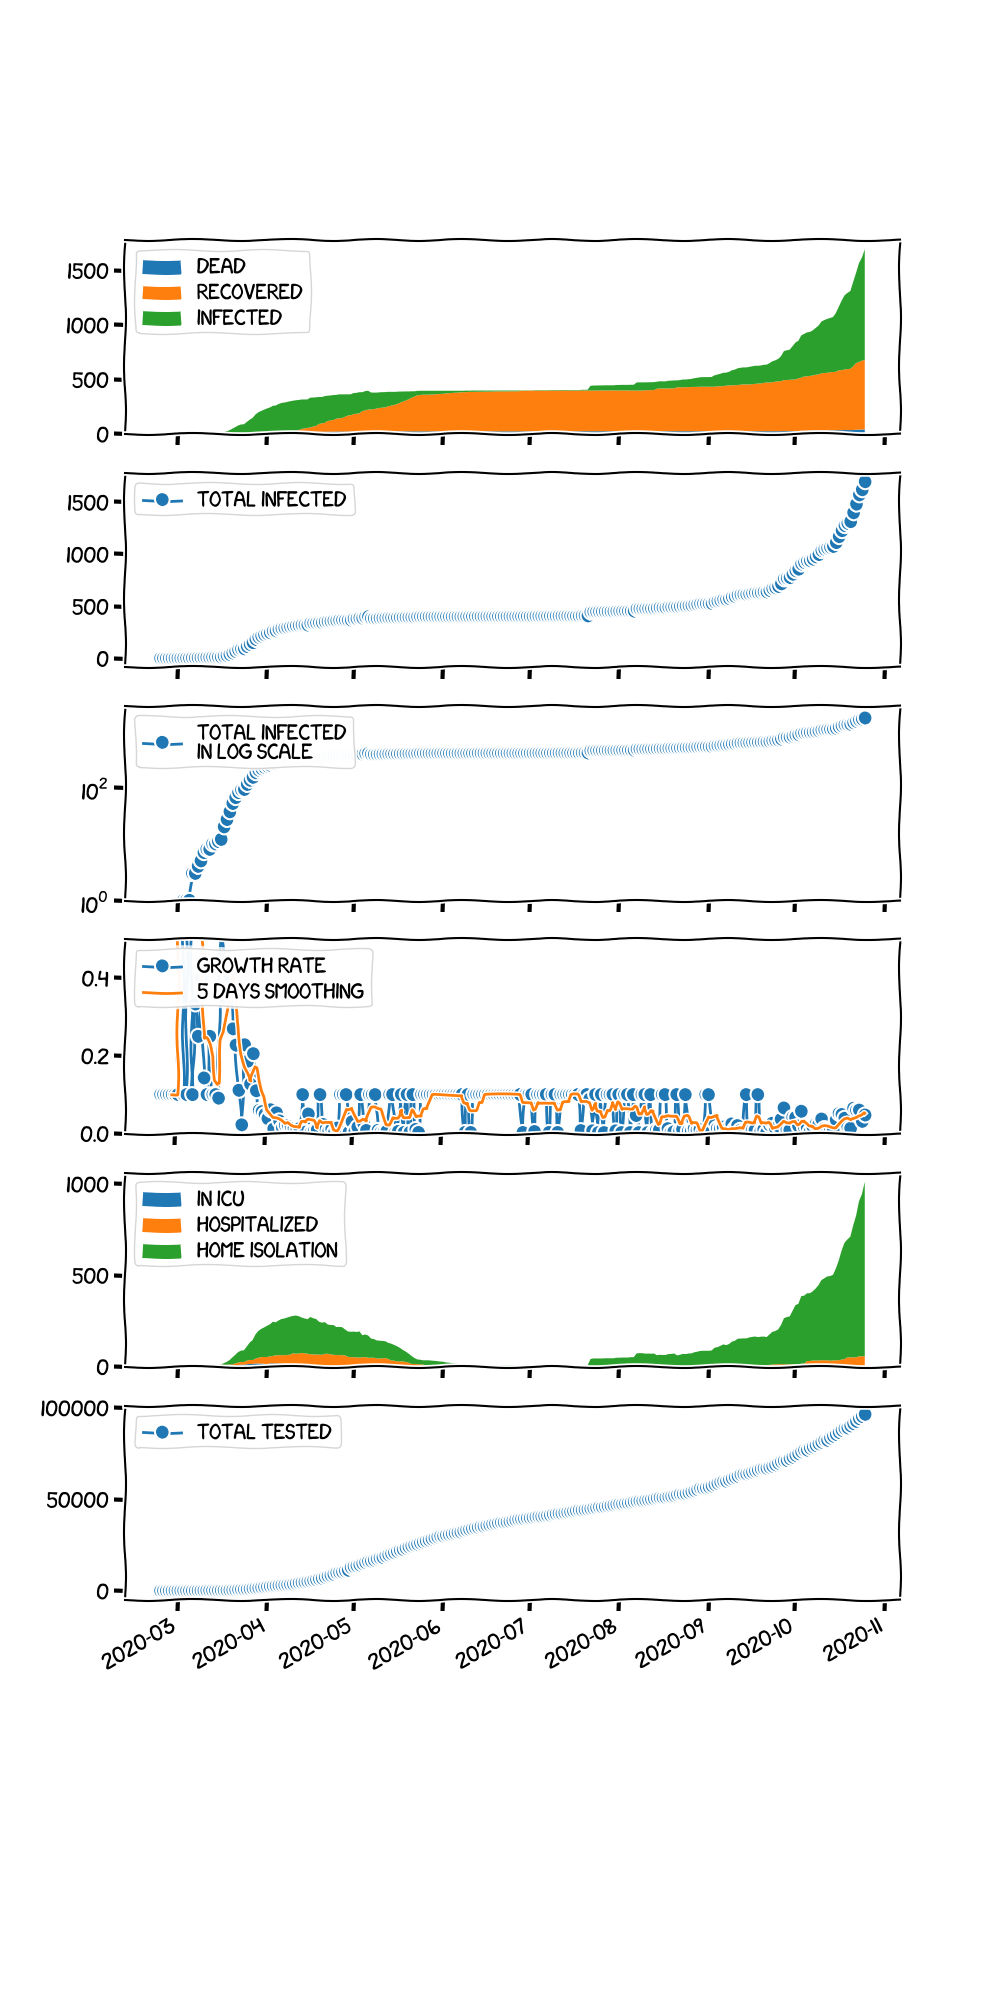 1500
1000
500
0
DEAD
RECOVERED
INFECTED
1500
1000
500
0
TOTAL INFECTED
10²
10⁰
TOTAL INFECTED
IN LOG SCALE
0.4
0.2
0.0
GROWTH RATE
5 DAYS SMOOTHING
1000
500
0
IN ICU
HOSPITALIZED
HOME ISOLATION
100000
50000
0
TOTAL TESTED
2020-03 2020-04 2020-05 2020-06 2020-07 2020-08 2020-09 2020-10 2020-11